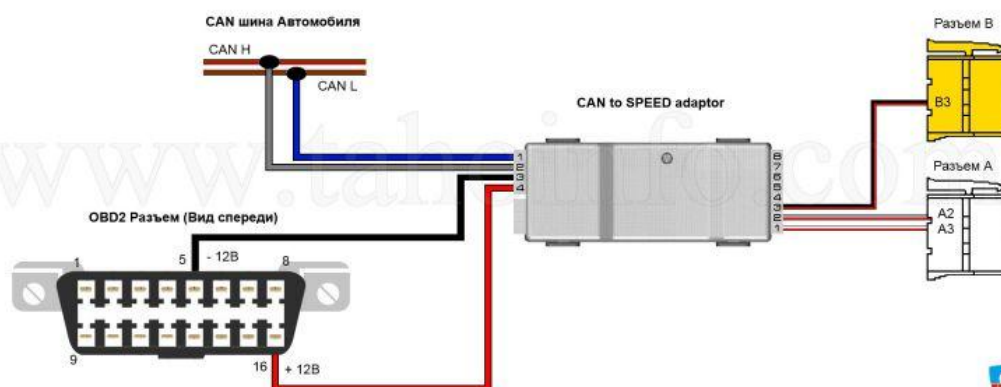 CAN шина Автомобиля
CAN H
CAN L
Разъем B
B3
CAN to SPEED adaptor
1
2
3
4
8
7
6
5
4
3
2
1
Разъем A
A2
A3
www.tahoinfo.com
OBD2 Разъем (Вид спереди)
- 12В
1
5
8
9
16
+ 12В